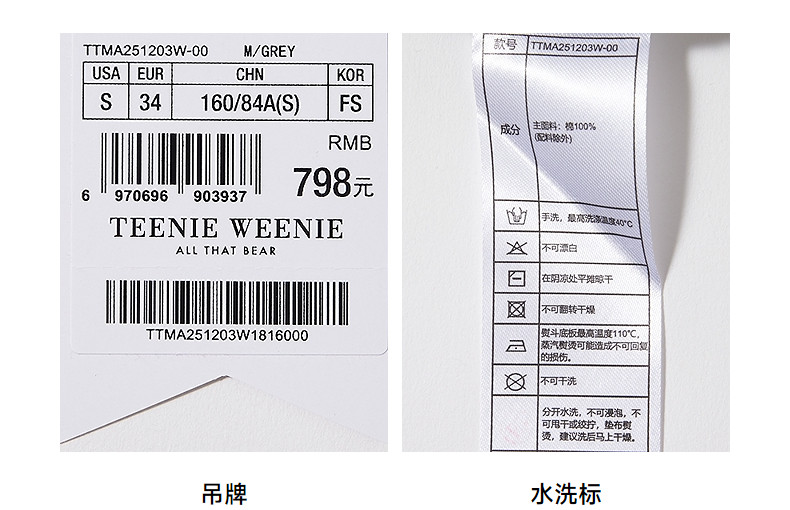 TTMA251203W-00 M/GREY
USA EUR CHN KOR
S 34 160/84A(S) FS
RMB
798元
6 970696 903937
TEENIE WEENIE
ALL THAT BEAR
TTMA251203W1816000
吊牌
款号 TTMA251203W-00
成分 主面料：棉100%
(配料除外)
手洗，最高洗涤温度40°C
不可漂白
在阴凉处平摊晾干
不可翻转干燥
熨斗底板最高温度110℃，
蒸汽熨烫可能造成不可回复
的损伤。
不可干洗
分开水洗，不可浸泡，不
可甩干或绞拧，垫布熨
烫，建议洗后马上干燥。
水洗标